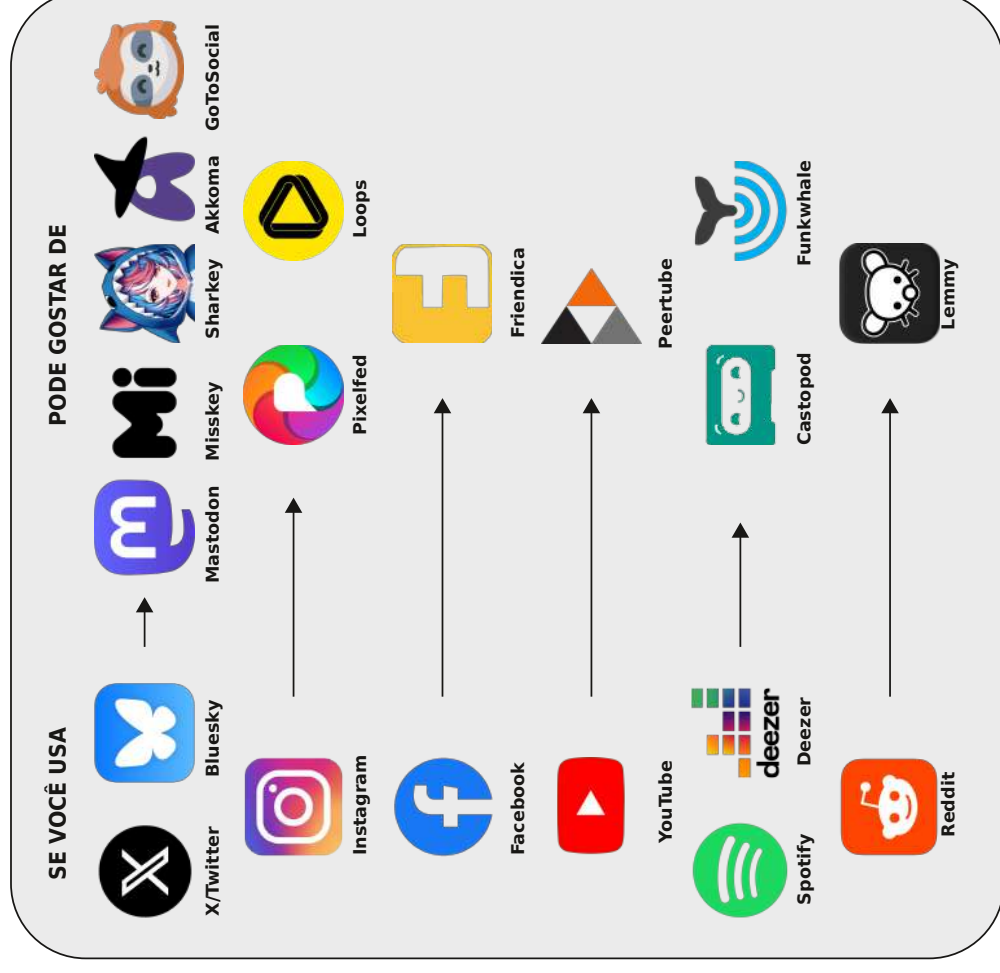 SE VOCÊ USA
PODE GOSTAR DE
X/Twitter
Bluesky
Mastodon
Misskey
Sharkey
Akkoma
GoToSocial
Instagram
Pixelfed
Loops
Facebook
Friendica
YouTube
Peertube
deezer
Spotify
Deezer
Castopod
Funkwhale
Reddit
Lemmy